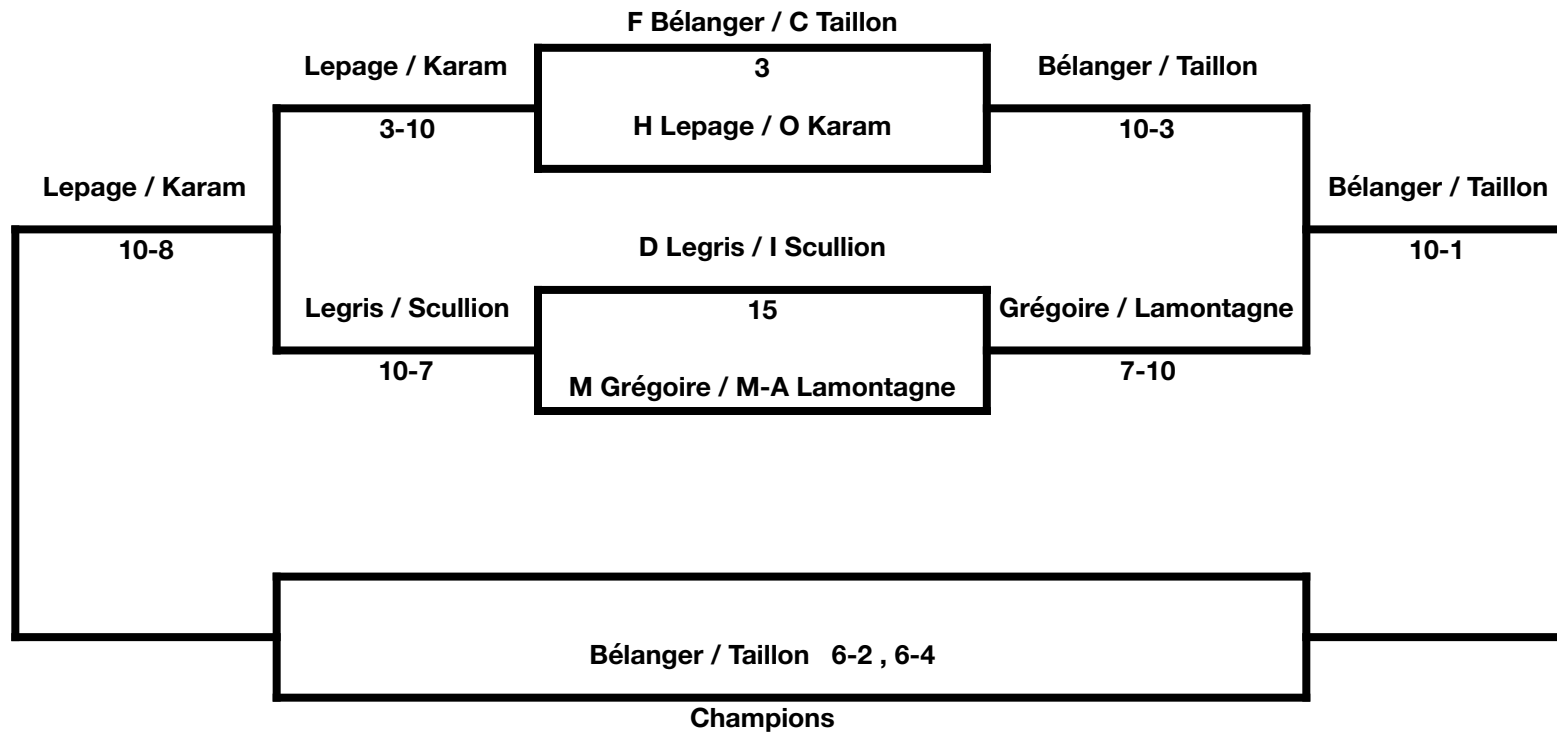 F Bélanger / C Taillon
Lepage / Karam
3
Bélanger / Taillon
3-10
H Lepage / O Karam
10-3
Lepage / Karam
Bélanger / Taillon
10-8
D Legris / I Scullion
10-1
Legris / Scullion
15
Grégoire / Lamontagne
10-7
M Grégoire / M-A Lamontagne
7-10
Bélanger / Taillon 6-2 , 6-4
Champions